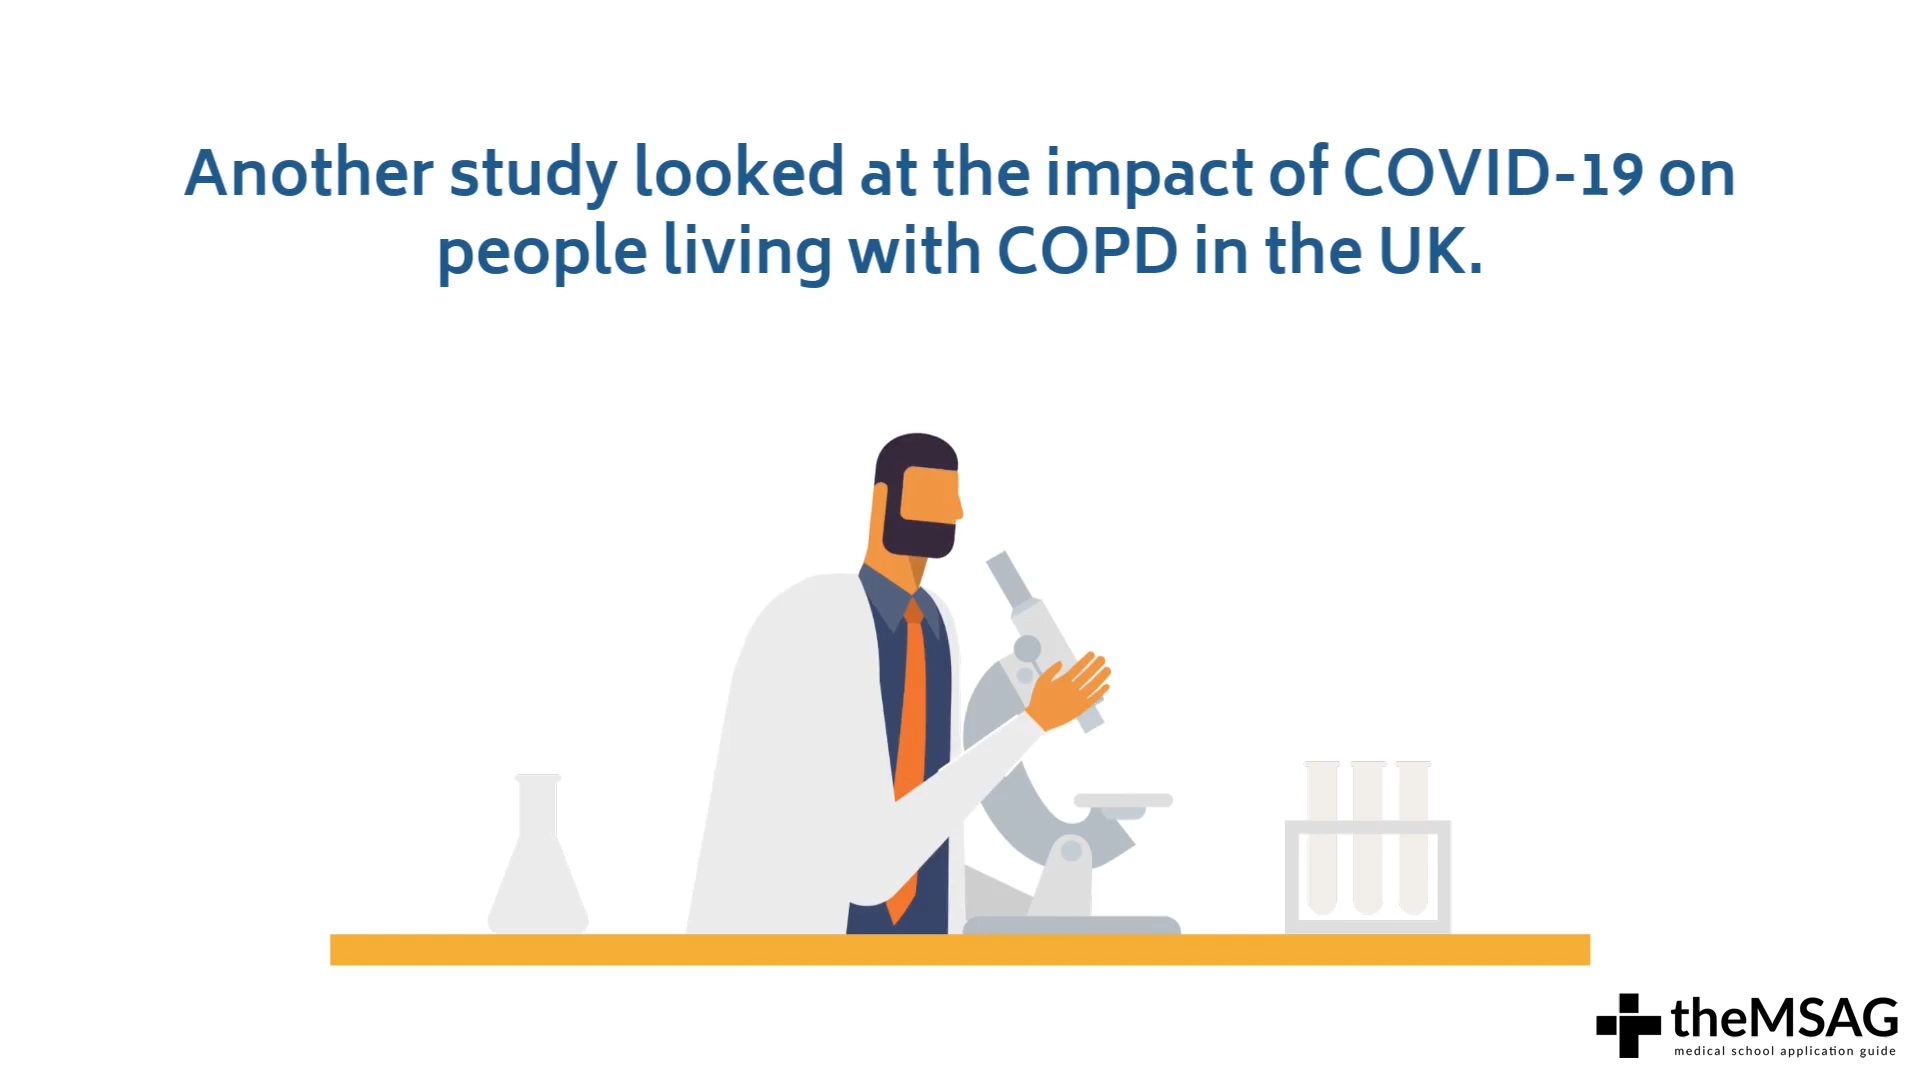 Another study looked at the impact of COVID-19 on
people living with COPD in the UK.
theMSAG
medical school application guide